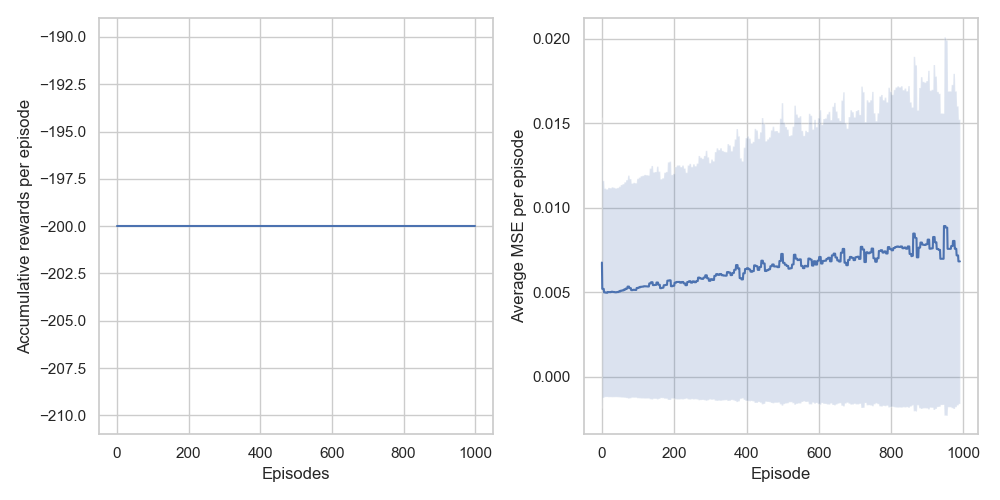 Accumulative rewards per episode
−190.0
−192.5
−195.0
−197.5
−200.0
−202.5
−205.0
−207.5
−210.0
0 200 400 600 800 1000
Episodes
Average MSE per episode
0.020
0.015
0.010
0.005
0.000
0 200 400 600 800 1000
Episode